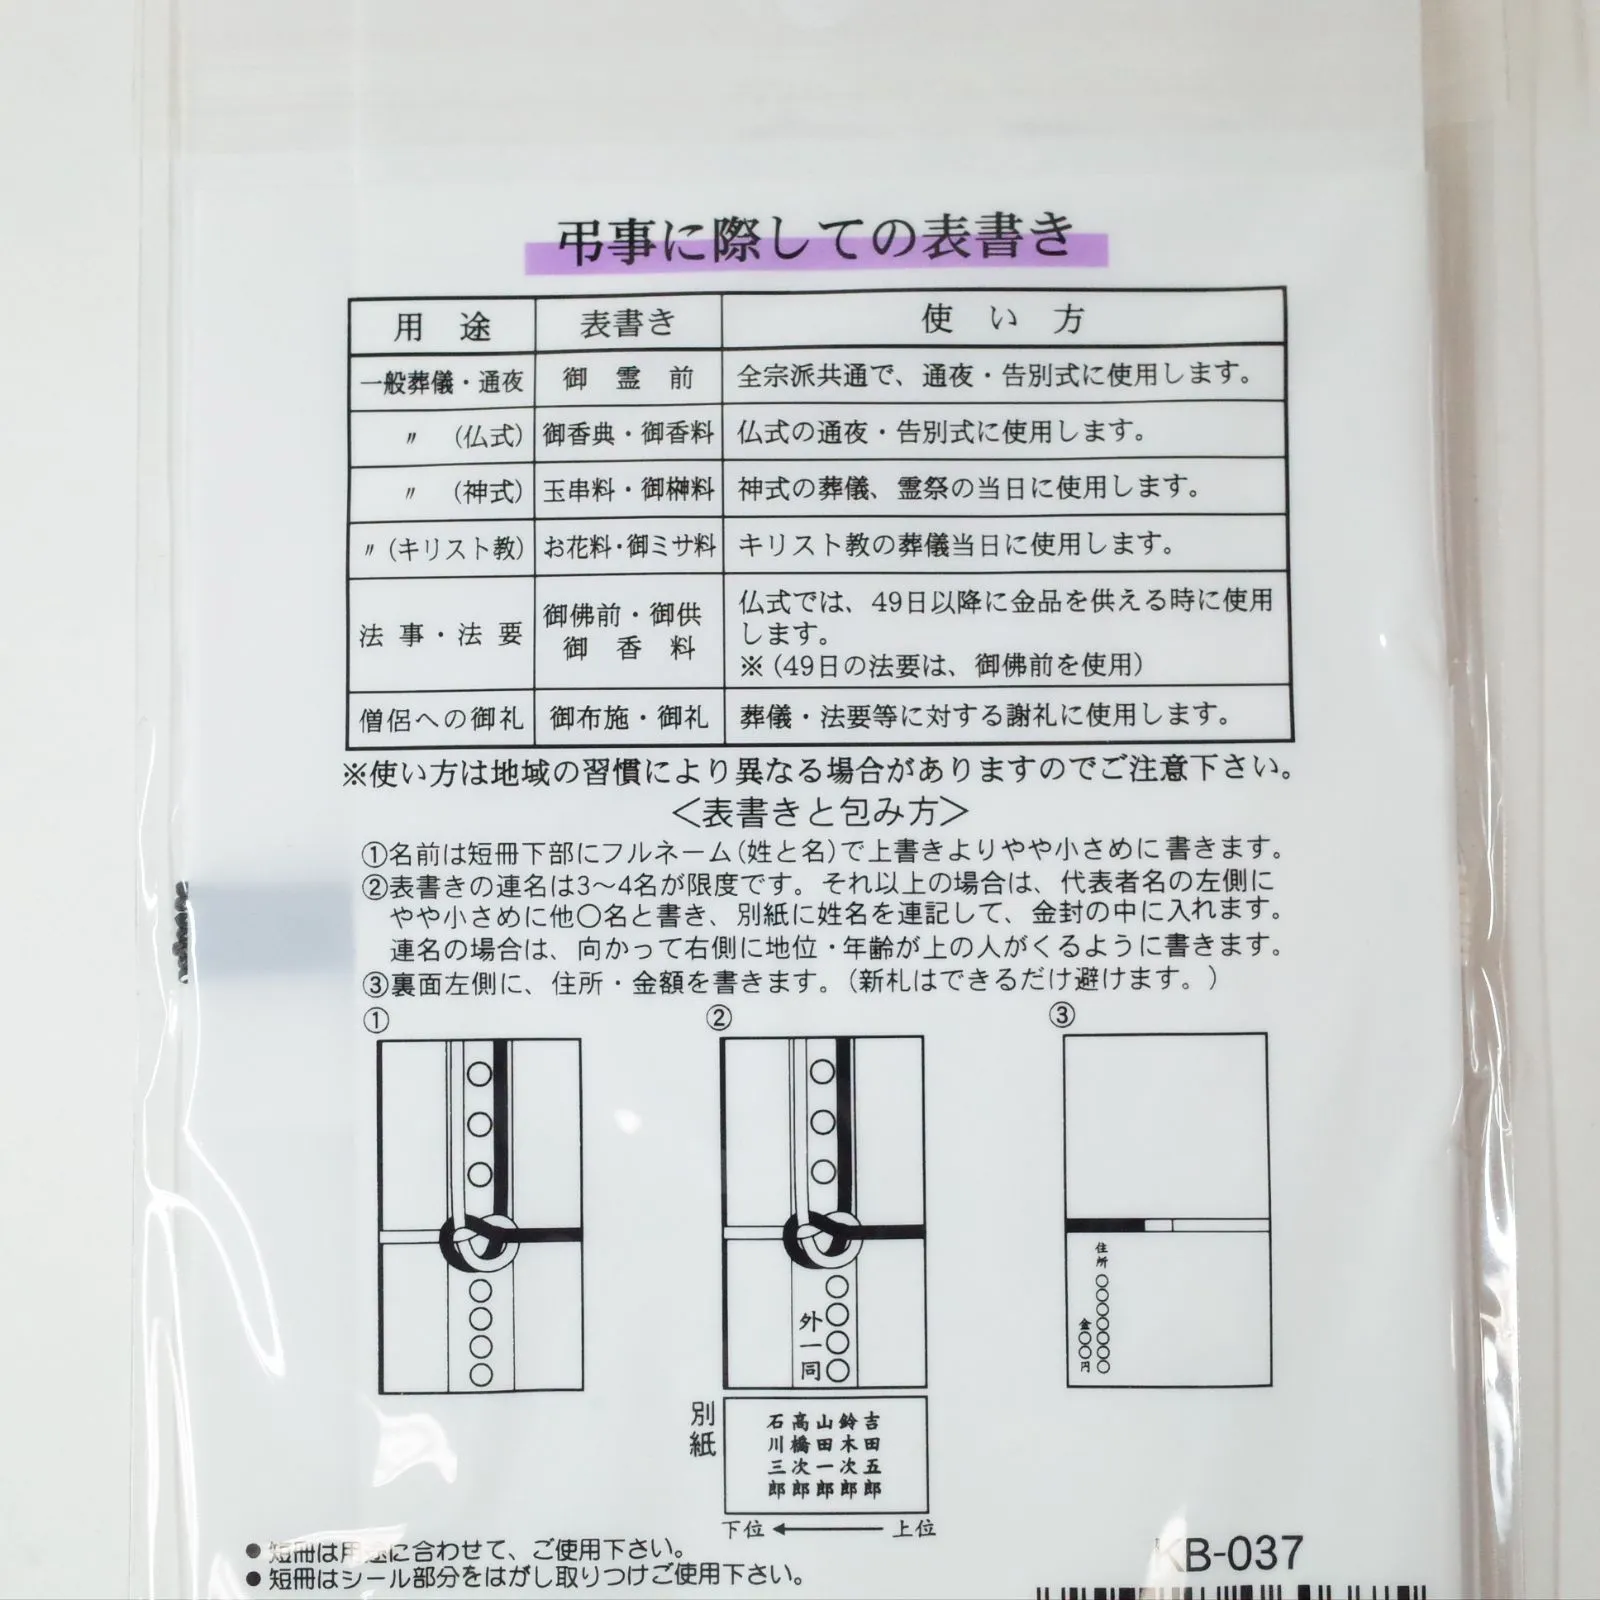 弔事に際しての表書き
用途 表書き 使い方
一般葬儀・通夜 御霊前 全宗派共通で、通夜・告別式に使用します。
〃 (仏式) 御香典・御香料 仏式の通夜・告別式に使用します。
〃 (神式) 玉串料・御榊料 神式の葬儀、霊祭の当日に使用します。
〃(キリスト教) お花料・御ミサ料 キリスト教の葬儀当日に使用します。
法事・法要 御佛前・御供
御香料
仏式では、49日以降に金品を供える時に使用
します。
※(49日の法要は、御佛前を使用)
僧侶への御礼 御布施・御礼 葬儀・法要等に対する謝礼に使用します。
※使い方は地域の習慣により異なる場合がありますのでご注意下さい。
<表書きと包み方>
①名前は短冊下部にフルネーム(姓と名)で上書きよりやや小さめに書きます。
②表書きの連名は3〜4名が限度です。それ以上の場合は、代表者名の左側に
やや小さめに他〇名と書き、別紙に姓名を連記して、金封の中に入れます。
連名の場合は、向かって右側に地位・年齢が上の人がくるように書きます。
③裏面左側に、住所・金額を書きます。(新札はできるだけ避けます。)
① ② ③
〇〇〇
〇〇〇〇
〇〇〇
〇〇〇〇
外一同
住所 〇〇〇〇〇〇〇
金〇〇円
別紙
吉田五郎
鈴木次郎
山田一郎
高橋次郎
石川三郎
下位 ← 上位
●短冊は用途に合わせて、ご使用下さい。
●短冊はシール部分をはがし取りつけご使用下さい。
KB-037